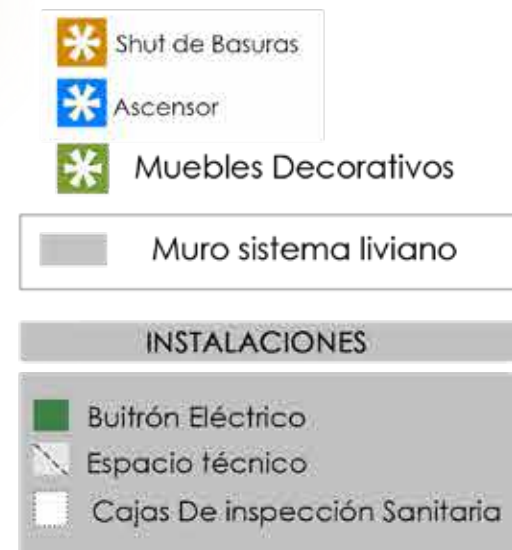 Shut de Basuras
Ascensor
Muebles Decorativos
Muro sistema liviano
INSTALACIONES
Buitrón Eléctrico
Espacio técnico
Cajas De inspección Sanitaria